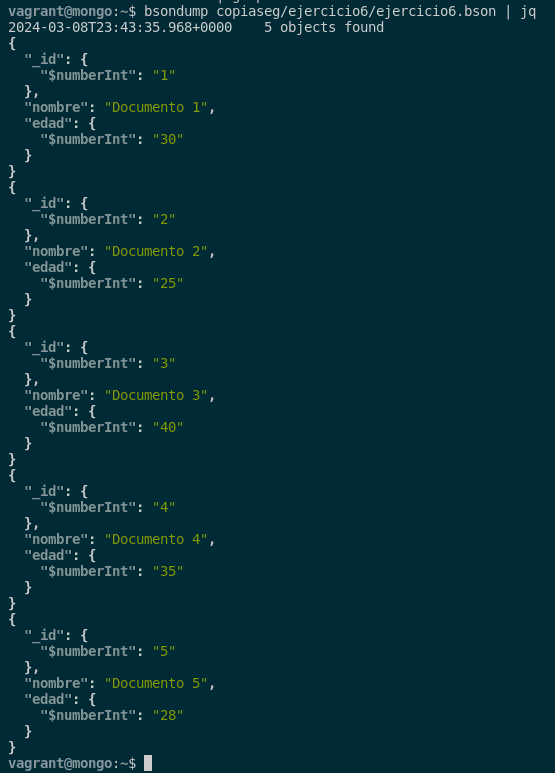 vagrant@mongo:~$ bsondump copiaseg/ejercicio6/ejercicio6.bson | jq
2024-03-08T23:43:35.968+0000    5 objects found
{
  "_id": {
    "$numberInt": "1"
  },
  "nombre": "Documento 1",
  "edad": {
    "$numberInt": "30"
  }
}
{
  "_id": {
    "$numberInt": "2"
  },
  "nombre": "Documento 2",
  "edad": {
    "$numberInt": "25"
  }
}
{
  "_id": {
    "$numberInt": "3"
  },
  "nombre": "Documento 3",
  "edad": {
    "$numberInt": "40"
  }
}
{
  "_id": {
    "$numberInt": "4"
  },
  "nombre": "Documento 4",
  "edad": {
    "$numberInt": "35"
  }
}
{
  "_id": {
    "$numberInt": "5"
  },
  "nombre": "Documento 5",
  "edad": {
    "$numberInt": "28"
  }
}
vagrant@mongo:~$